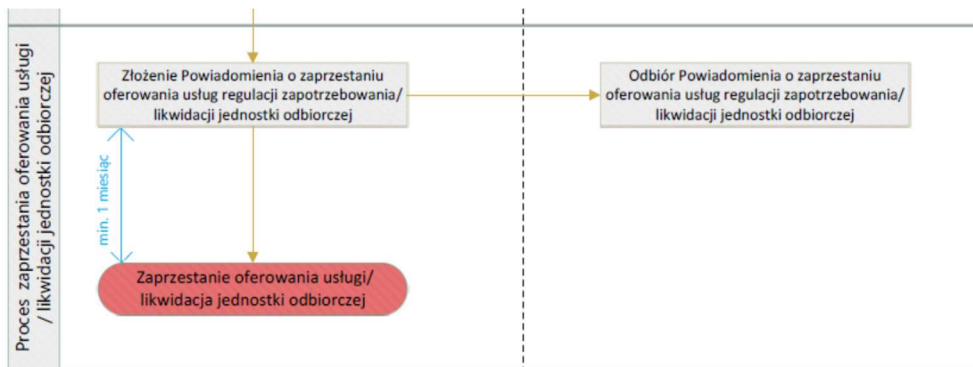 Proces zaprzestania oferowania usługi
/ likwidacji jednostki odbiorczej
Złożenie Powiadomienia o zaprzestaniu
oferowania usług regulacji zapotrzebowania/
likwidacji jednostki odbiorczej
Odbiór Powiadomienia o zaprzestaniu
oferowania usług regulacji zapotrzebowania/
likwidacji jednostki odbiorczej
min. 1 miesiąc
Zaprzestanie oferowania usługi/
likwidacja jednostki odbiorczej